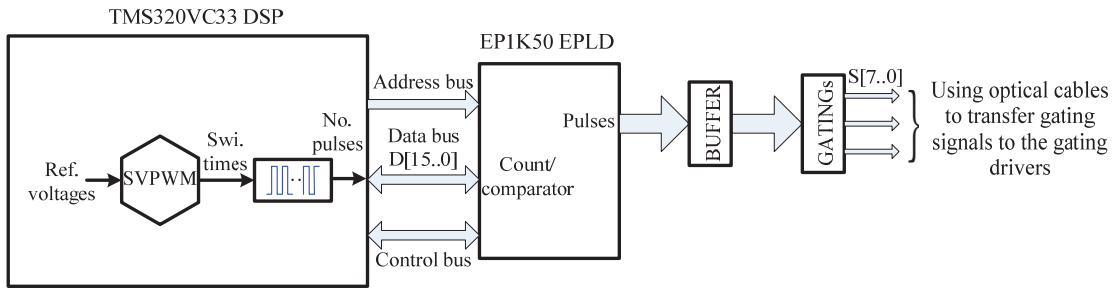 TMS320VC33 DSP
Ref.
voltages
SVPWM
Swi.
times
No.
pulses
Address bus
Data bus
D[15..0]
Control bus
EP1K50 EPLD
Count/
comparator
Pulses
BUFFER
GATINGs
S[7..0]
Using optical cables
to transfer gating
signals to the gating
drivers